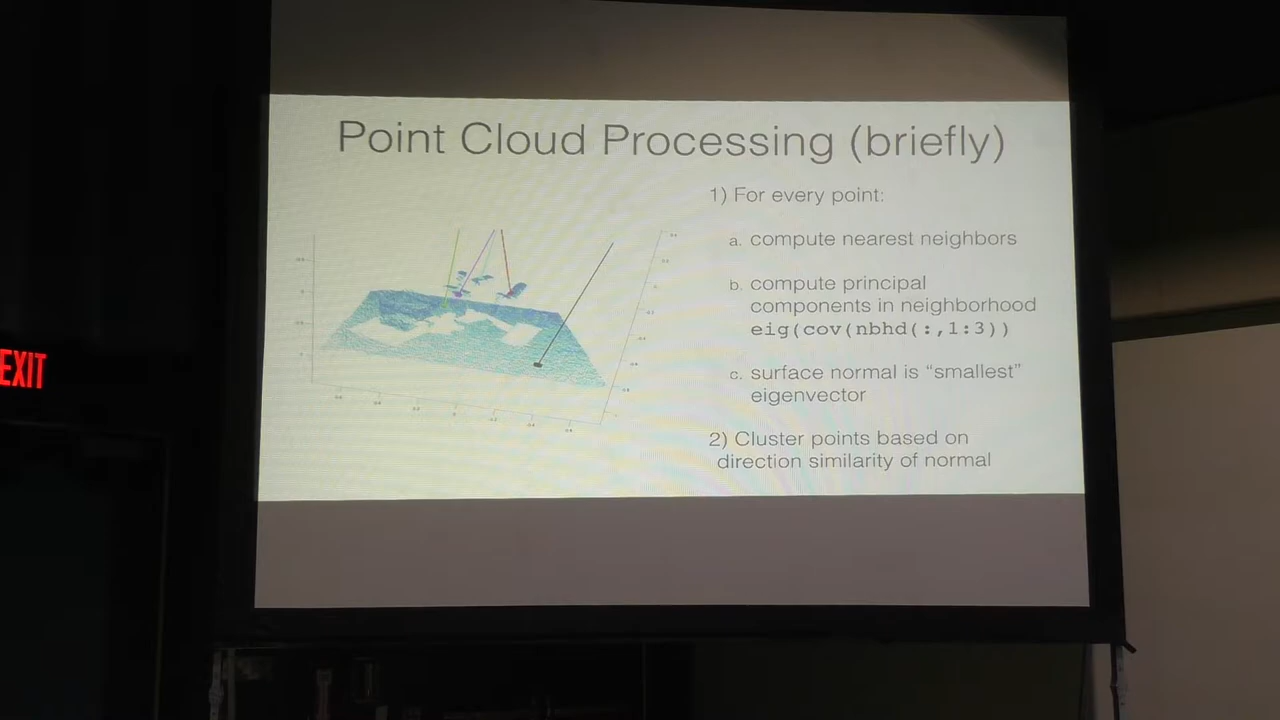 Point Cloud Processing (briefly)
1) For every point:
a. compute nearest neighbors
b. compute principal
components in neighborhood
eig(cov(nbhd(:,1:3))
c. surface normal is “smallest”
eigenvector
2) Cluster points based on
direction similarity of normal
EXIT